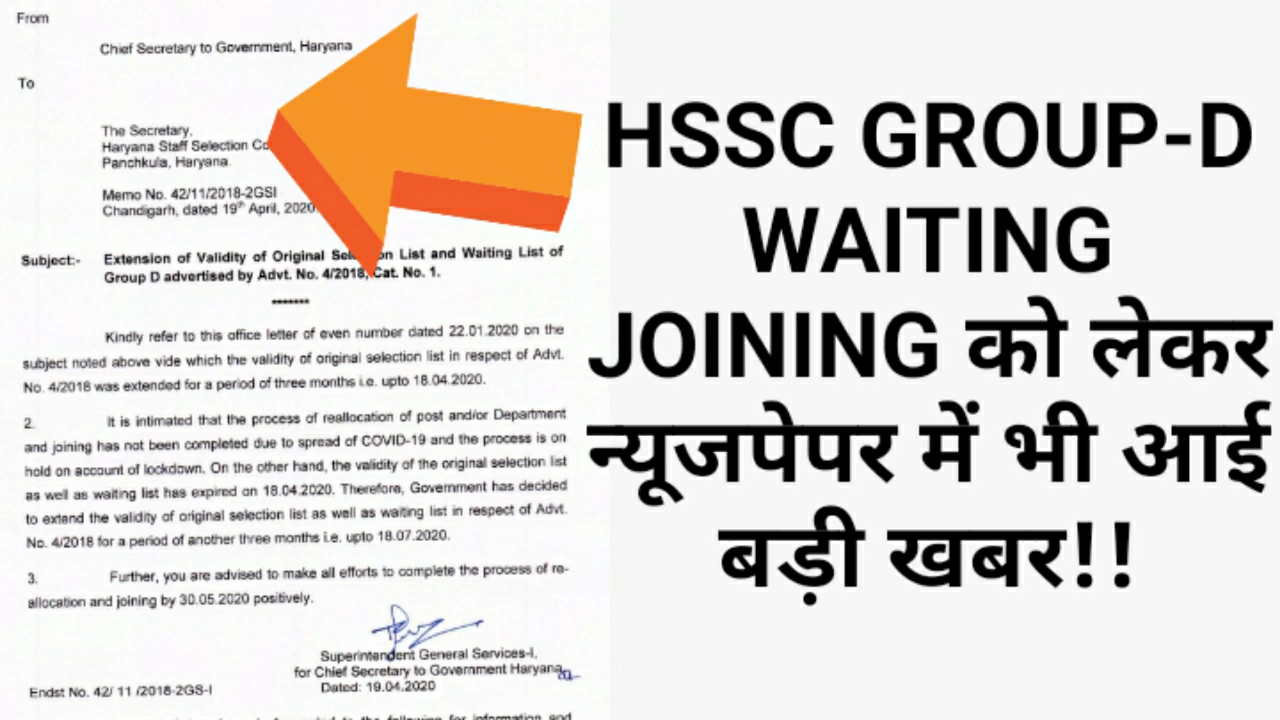 From
Chief Secretary to Government, Haryana
To
The Secretary,
Haryana Staff Selection
Panchkula, Haryana.
Memo No. 42/11/2018-2GSI
Chandigarh, dated 19th April, 2020
Subject:- Extension of Validity of Original List and Waiting List of
Group D advertised by Advt. No. 4/2018, Cat. No. 1.
*******
Kindly refer to this office letter of even number dated 22.01.2020 on the
subject noted above vide which the validity of original selection list in respect of Advt.
No. 4/2018 was extended for a period of three months i.e. upto 18.04.2020.
2. It is intimated that the process of reallocation of post and/or Department
and joining has not been completed due to spread of COVID-19 and the process is on
hold on account of lockdown. On the other hand, the validity of the original selection list
as well as waiting list has expired on 18.04.2020. Therefore, Government has decided
to extend the validity of original selection list as well as waiting list in respect of Advt.
No. 4/2018 for a period of another three months i.e. upto 18.07.2020.
3. Further, you are advised to make all efforts to complete the process of re-
allocation and joining by 30.05.2020 positively.
Superintendent General Services-I,
for Chief Secretary to Government Haryana
Dated: 19.04.2020
Endst No. 42/ 11 /2018-2GS-I
HSSC GROUP-D
WAITING
JOINING को लेकर
न्यूजपेपर में भी आई
बड़ी खबर!!